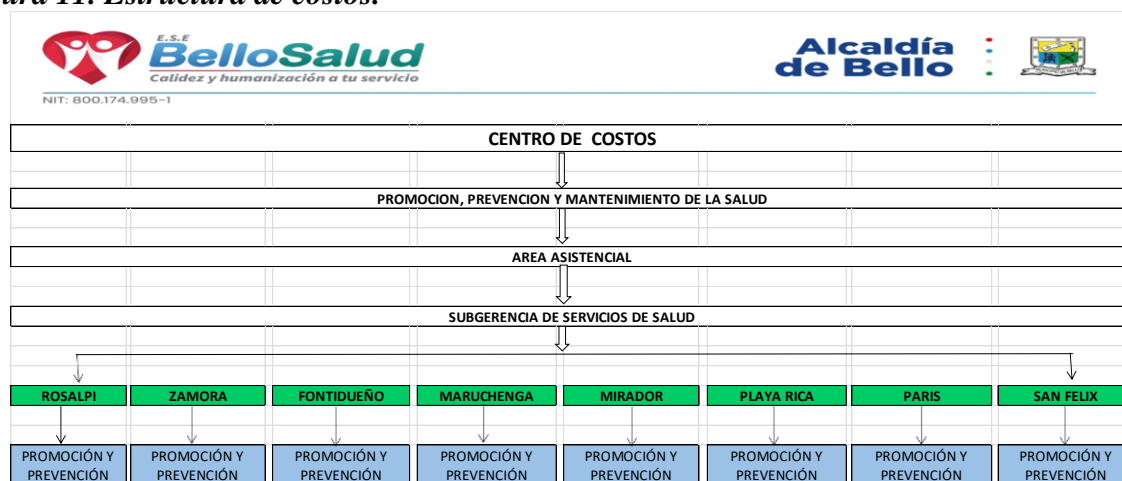 11. Estructura de costos.
E.S.E
BelloSalud
Calidez y humanización a tu servicio
NIT: 800.174.995-1
Alcaldía
de Bello
CENTRO DE COSTOS
PROMOCION, PREVENCION Y MANTENIMIENTO DE LA SALUD
AREA ASISTENCIAL
SUBGERENCIA DE SERVICIOS DE SALUD
ROSALPI ZAMORA FONTIDUEÑO MARUCHENGA MIRADOR PLAYA RICA PARIS SAN FELIX
PROMOCIÓN Y PROMOCIÓN Y PROMOCIÓN Y PROMOCIÓN Y PROMOCIÓN Y PROMOCIÓN Y PROMOCIÓN Y PROMOCIÓN Y
PREVENCIÓN PREVENCIÓN PREVENCIÓN PREVENCIÓN PREVENCIÓN PREVENCIÓN PREVENCIÓN PREVENCIÓN